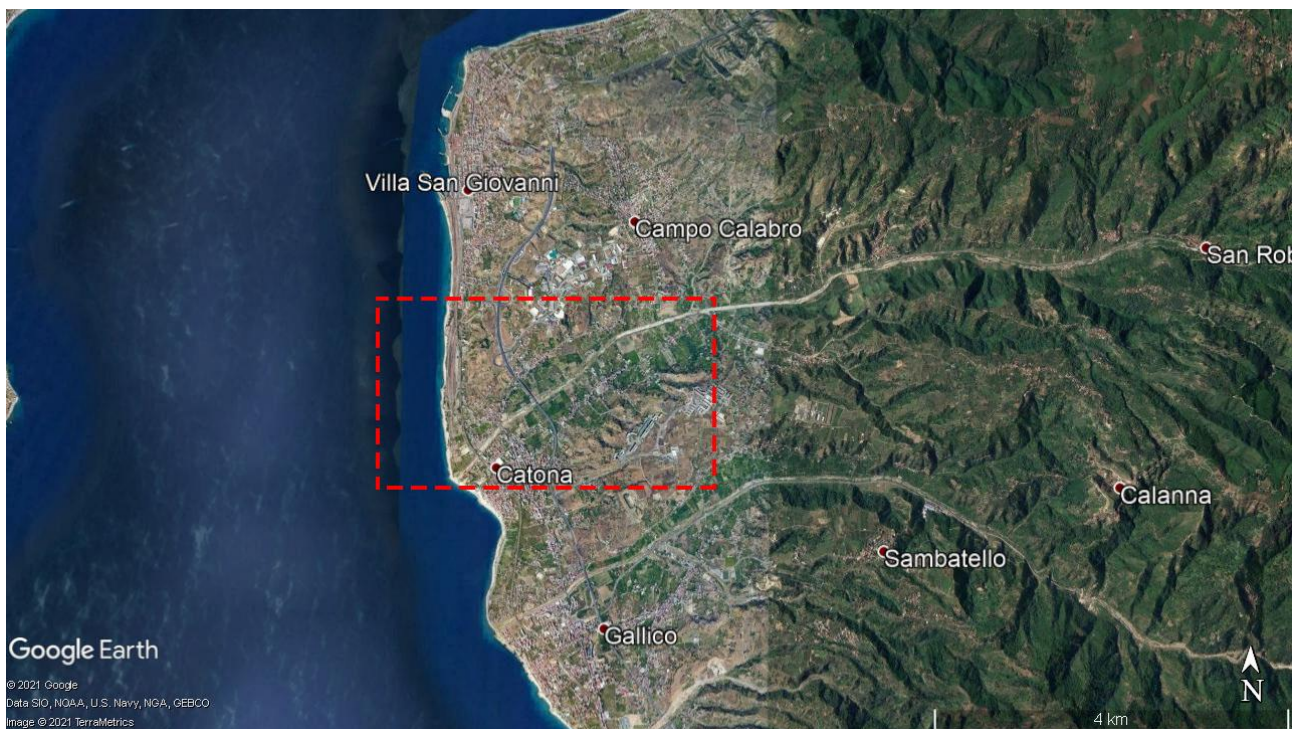 Villa San Giovanni
Campo Calabro
San Rob
Catona
Calanna
Sambatello
Gallico
Google Earth
© 2021 Google
Data SIO, NOAA, U.S. Navy, NGA, GEBCO
Image © 2021 TerraMetrics
N
4 km